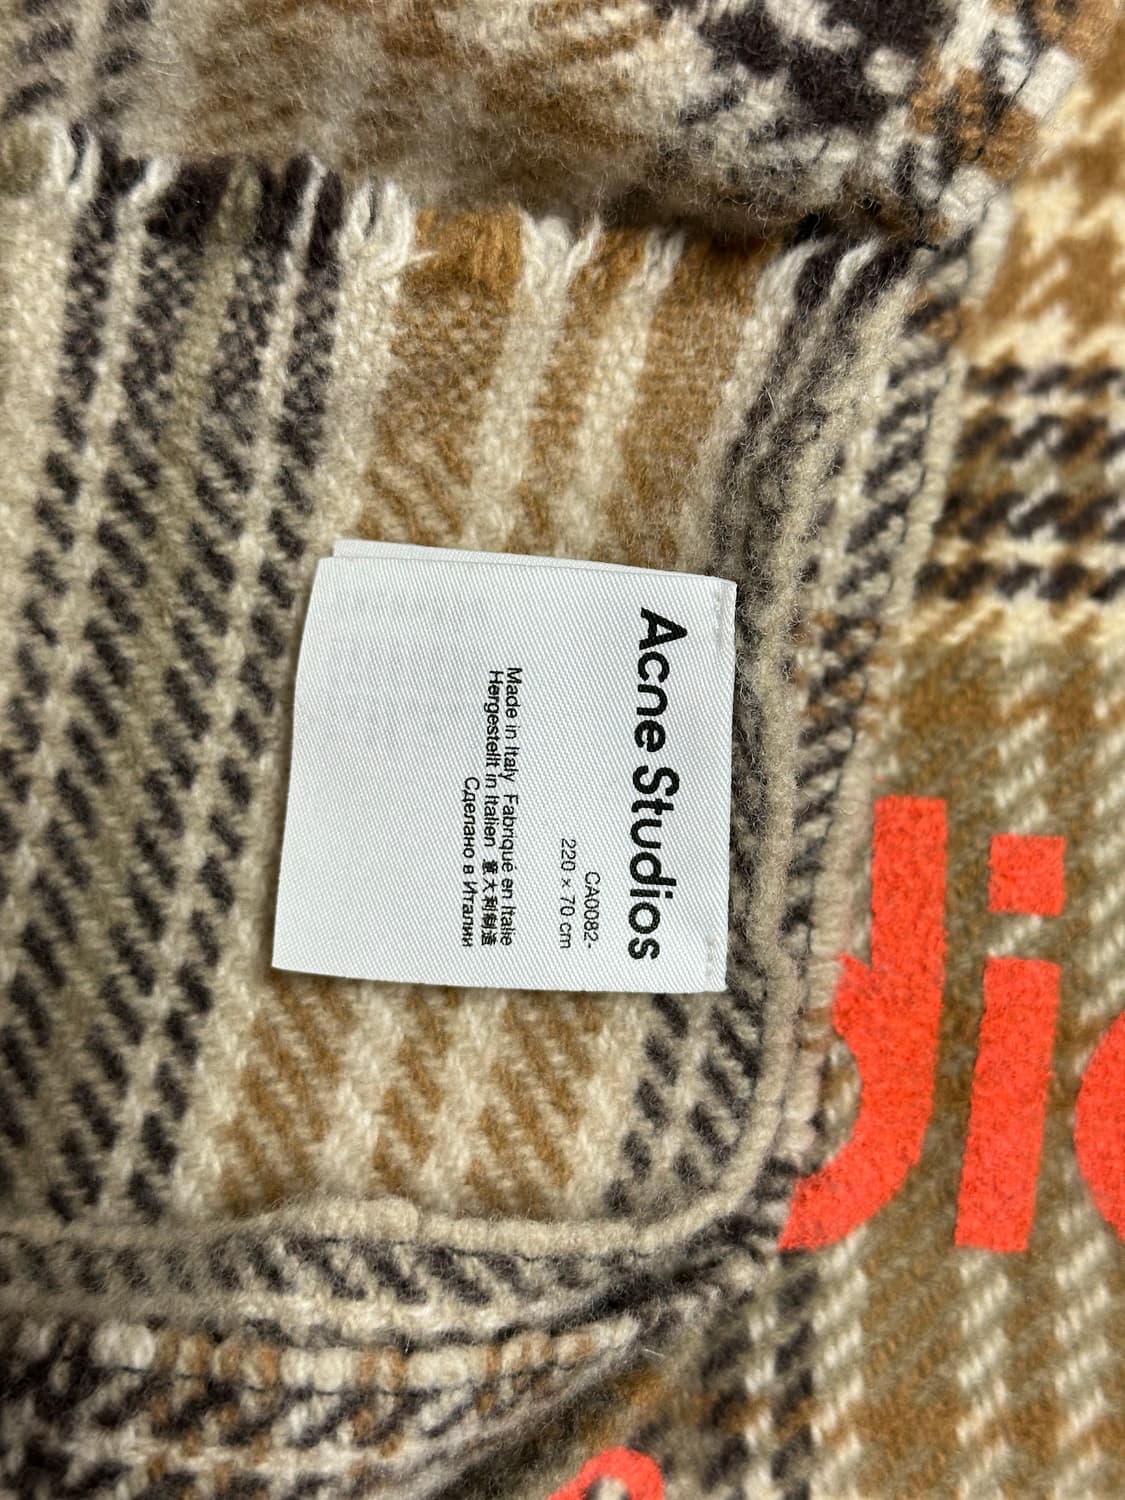 Acne Studios
CA0082-
220 × 70 cm
Made in Italy Fabriqué en Italie
Hergestellt in Italien 意大利制造
Сделано в Италии
di